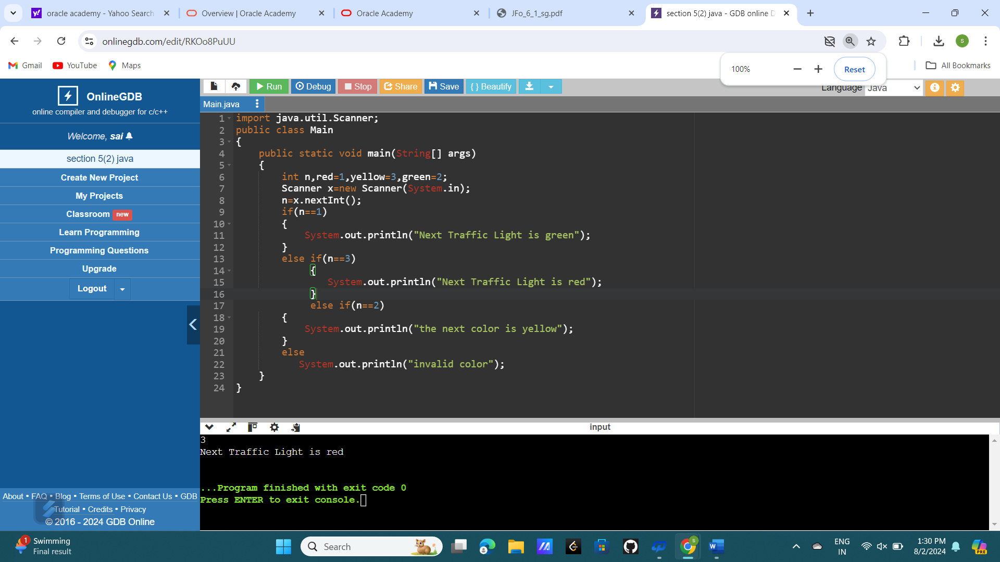 oracle academy - Yahoo Search
Overview | Oracle Academy
Oracle Academy
JFo_6_1_sg.pdf
section 5(2) java - GDB online D
onlinegdb.com/edit/RKOo8PuUU
S
Gmail
YouTube
Maps
100%
Reset
All Bookmarks
OnlineGDB
online compiler and debugger for c/c++
Welcome, sai
section 5(2) java
Create New Project
My Projects
Classroom new
Learn Programming
Programming Questions
Upgrade
Logout
About • FAQ • Blog • Terms of Use • Contact Us • GDB
Tutorial • Credits • Privacy
© 2016 - 2024 GDB Online
Run
Debug
Stop
Share
Save
{ } Beautify
Language Java
Main.java
1 import java.util.Scanner;
2 public class Main
3 {
4 public static void main(String[] args)
5 {
6 int n,red=1,yellow=3,green=2;
7 Scanner x=new Scanner(System.in);
8 n=x.nextInt();
9 if(n==1)
10 {
11 System.out.println("Next Traffic Light is green");
12 }
13 else if(n==3)
14 {
15 System.out.println("Next Traffic Light is red");
16 }
17 else if(n==2)
18 {
19 System.out.println("the next color is yellow");
20 }
21 else
22 System.out.println("invalid color");
23 }
24 }
input
3
Next Traffic Light is red
...Program finished with exit code 0
Press ENTER to exit console.
1
Swimming
Final result
Search
ENG
IN
1:30 PM
8/2/2024
PRE